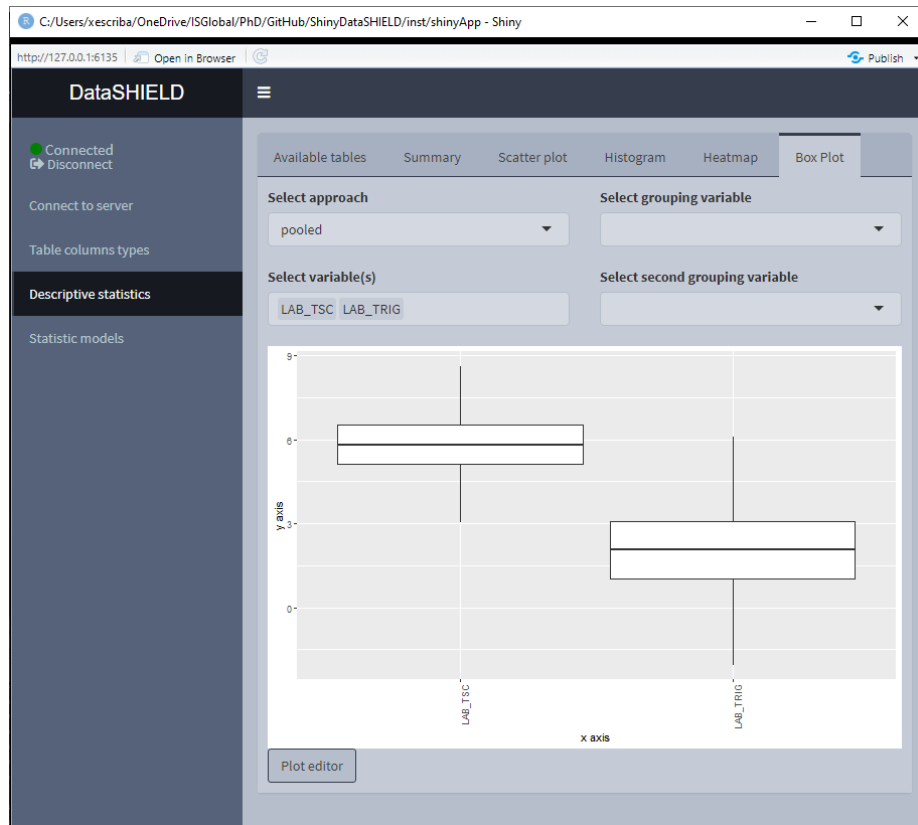 C:/Users/xescriba/OneDrive/ISGlobal/PhD/GitHub/ShinyDataSHIELD/inst/shinyApp - Shiny
http://127.0.0.1:6135 Open in Browser Publish
DataSHIELD
Connected
Disconnect
Connect to server
Table columns types
Descriptive statistics
Statistic models
Available tables Summary Scatter plot Histogram Heatmap Box Plot
Select approach Select grouping variable
pooled
Select variable(s) Select second grouping variable
LAB_TSC LAB_TRIG
9
6
3
0
y axis
LAB_TSC LAB_TRIG
x axis
Plot editor